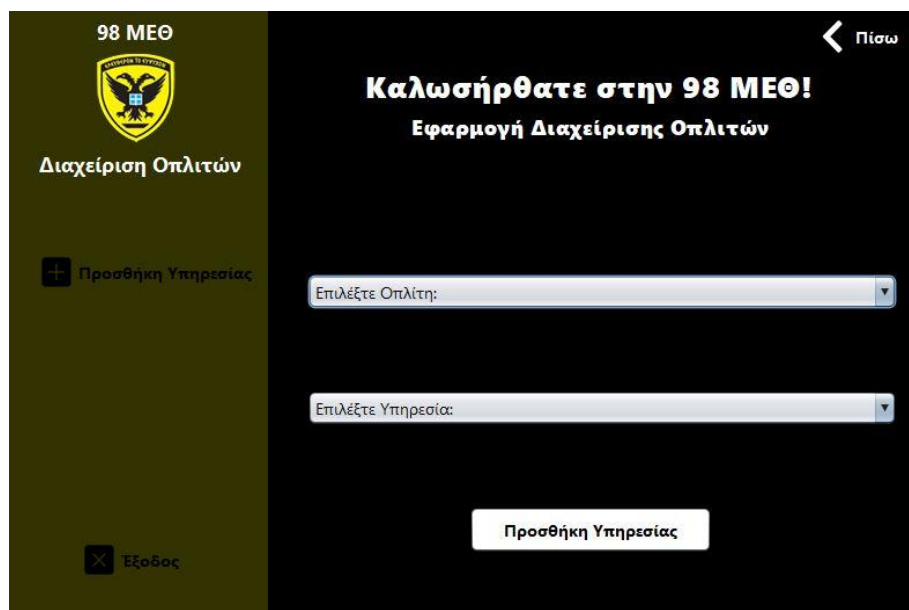 98 ΜΕΘ
Διαχείριση Οπλιτών
Προσθήκη Υπηρεσίας
Έξοδος
Πίσω
Καλωσήρθατε στην 98 ΜΕΘ!
Εφαρμογή Διαχείρισης Οπλιτών
Επιλέξτε Οπλίτη:
Επιλέξτε Υπηρεσία:
Προσθήκη Υπηρεσίας